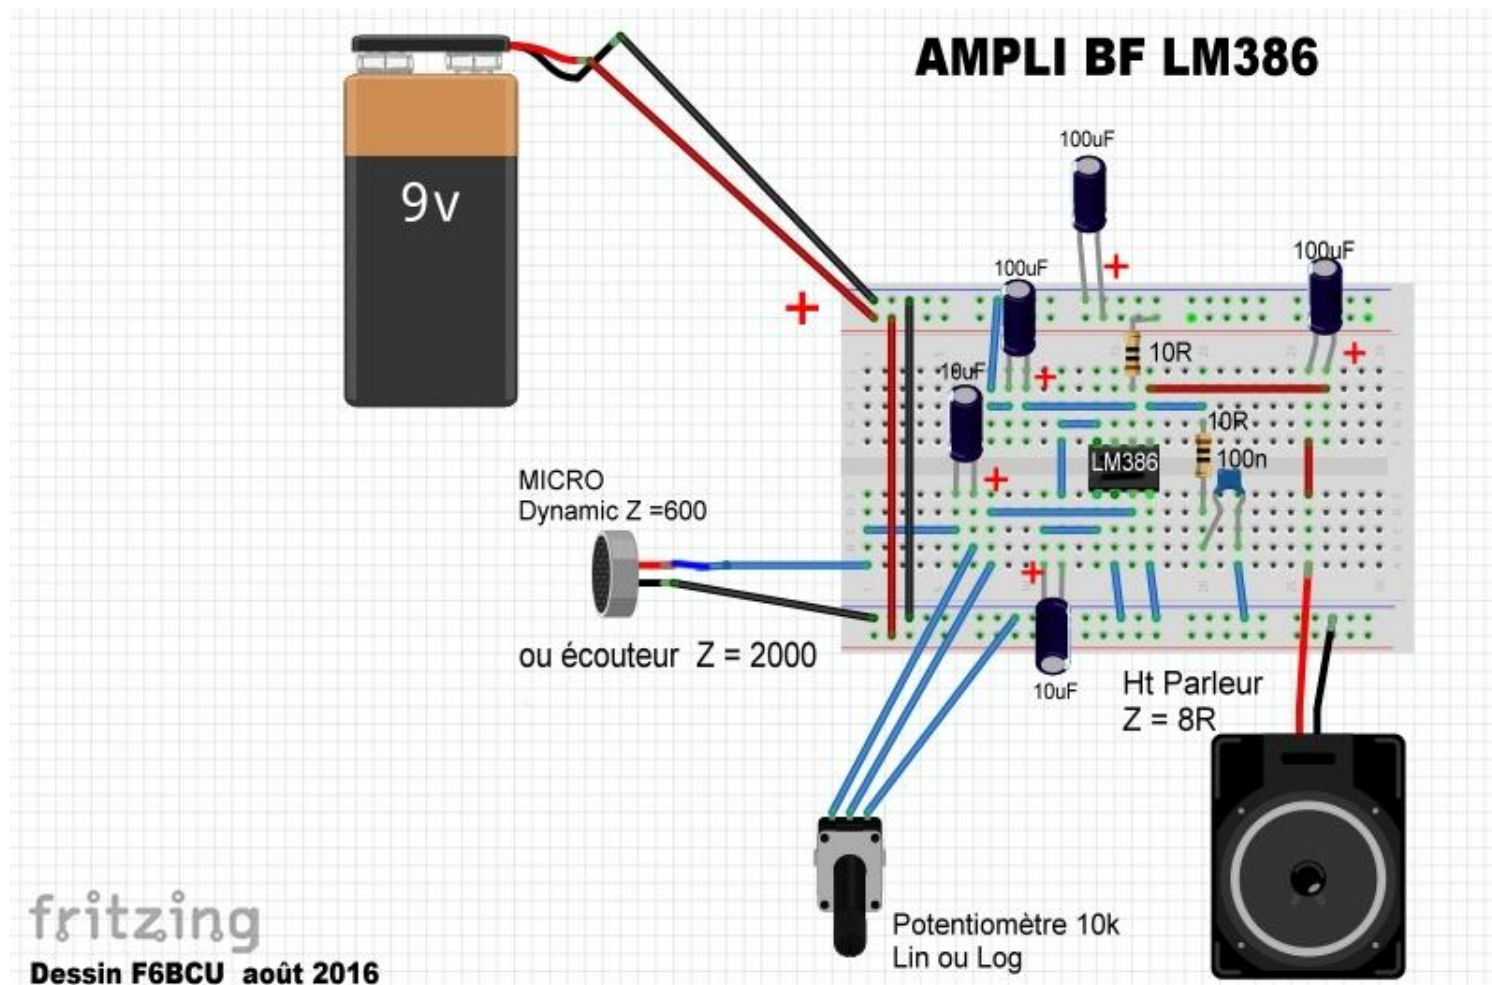 AMPLI BF LM386
100uF
9v
100uF
100uF
+
+
10R
+
+
10uF
10R
LM386
100n
+
MICRO
Dynamic Z =600
+
ou écouteur Z = 2000
10uF
Ht Parleur
Z = 8R
Potentiomètre 10k
Lin ou Log
fritzing
Dessin F6BCU août 2016